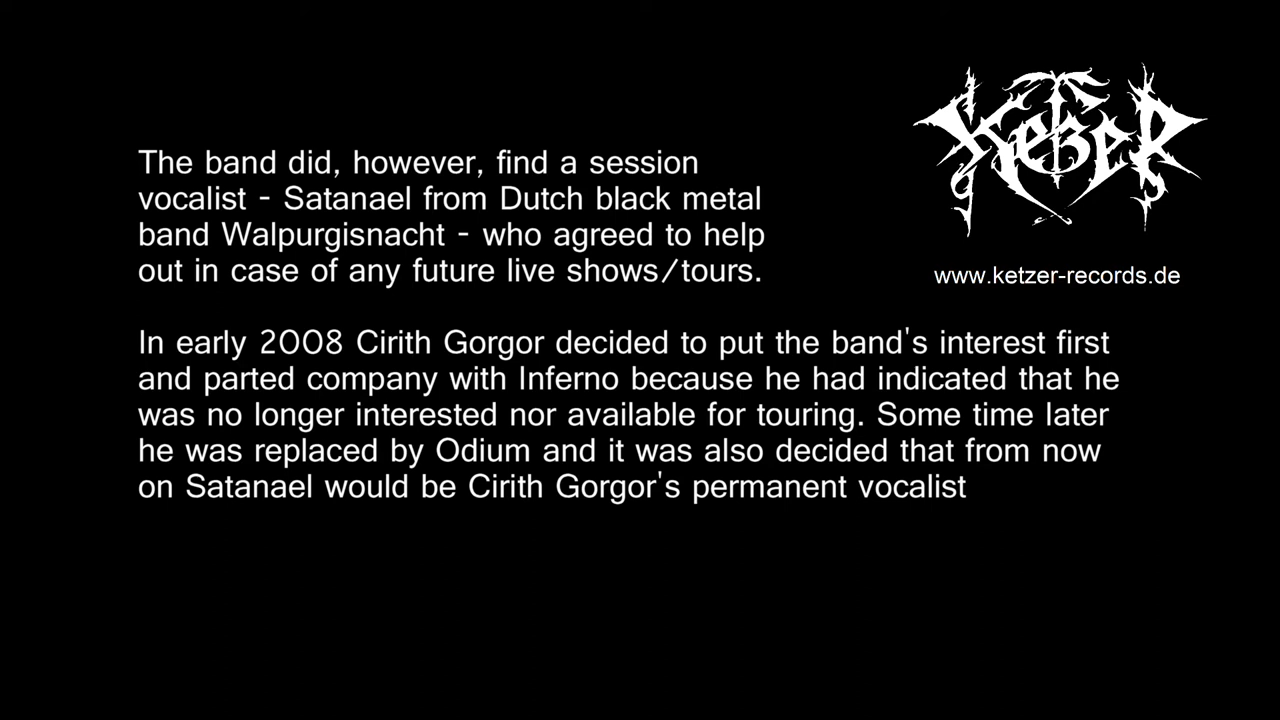 Ketzer
The band did, however, find a session
vocalist - Satanael from Dutch black metal
band Walpurgisnacht - who agreed to help
out in case of any future live shows/tours.
www.ketzer-records.de
In early 2008 Cirith Gorgor decided to put the band's interest first
and parted company with Inferno because he had indicated that he
was no longer interested nor available for touring. Some time later
he was replaced by Odium and it was also decided that from now
on Satanael would be Cirith Gorgor's permanent vocalist